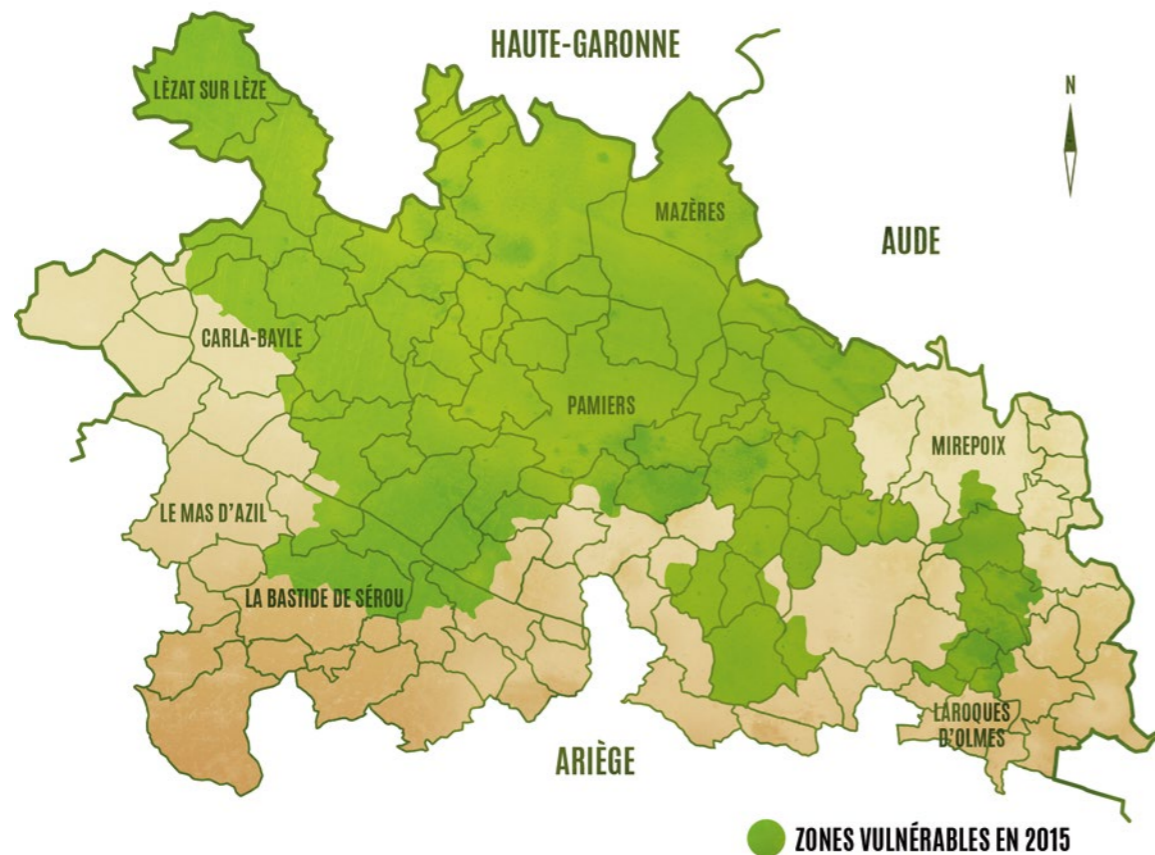 HAUTE-GARONNE
LÈZAT SUR LÈZE
N
MAZÈRES
AUDE
CARLA-BAYLE
PAMIERS
MIREPOIX
LE MAS D'AZIL
LA BASTIDE DE SÉROU
LAROQUES
D'OLMES
ARIÈGE
ZONES VULNÉRABLES EN 2015